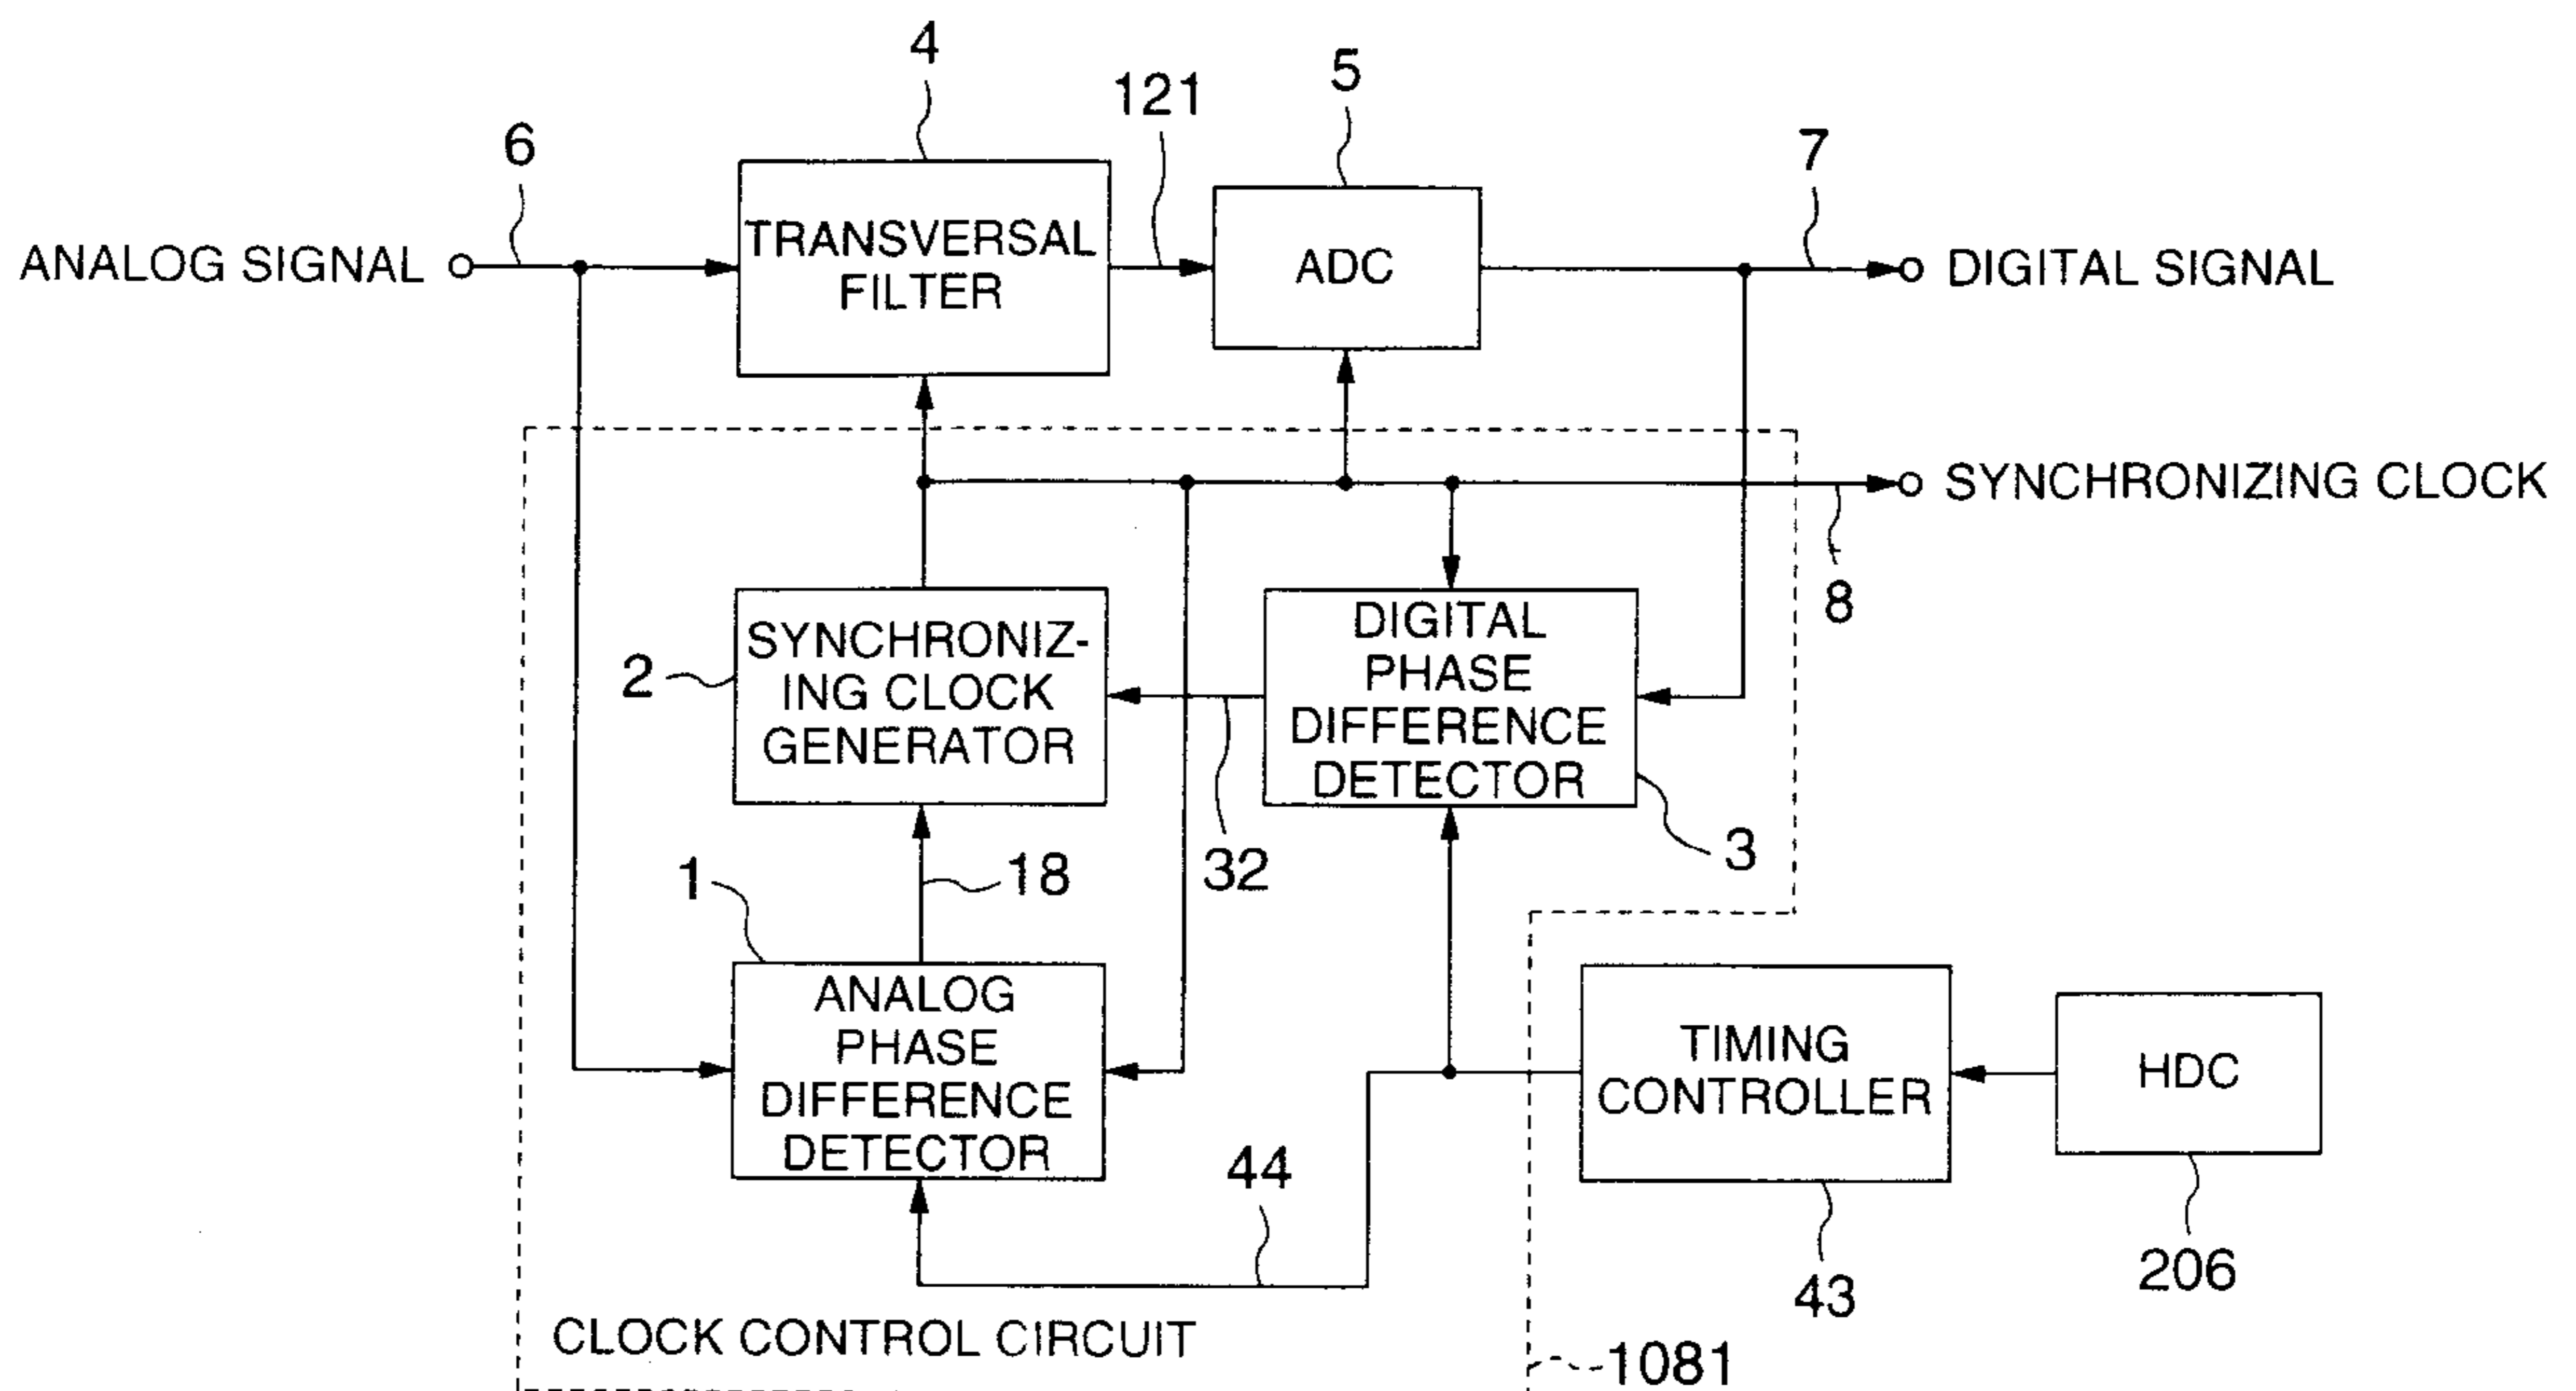 4
5
121
6
7
ANALOG SIGNAL
TRANSVERSAL
FILTER
ADC
DIGITAL SIGNAL
SYNCHRONIZING CLOCK
8
2
SYNCHRONIZ-
ING CLOCK
GENERATOR
DIGITAL
PHASE
DIFFERENCE
DETECTOR
3
32
18
1
ANALOG
PHASE
DIFFERENCE
DETECTOR
TIMING
CONTROLLER
HDC
44
43
206
CLOCK CONTROL CIRCUIT
1081